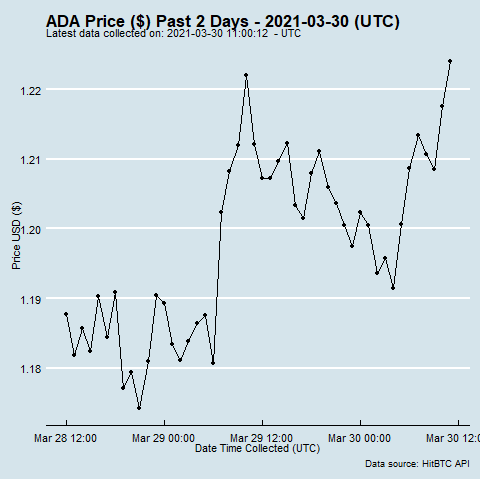 ADA Price ($) Past 2 Days - 2021-03-30 (UTC)
Latest data collected on: 2021-03-30 11:00:12 - UTC
1.22
1.21
1.20
1.19
1.18
Price USD ($)
Mar 28 12:00 Mar 29 00:00 Mar 29 12:00 Mar 30 00:00 Mar 30 12:0
Date Time Collected (UTC)
Data source: HitBTC API